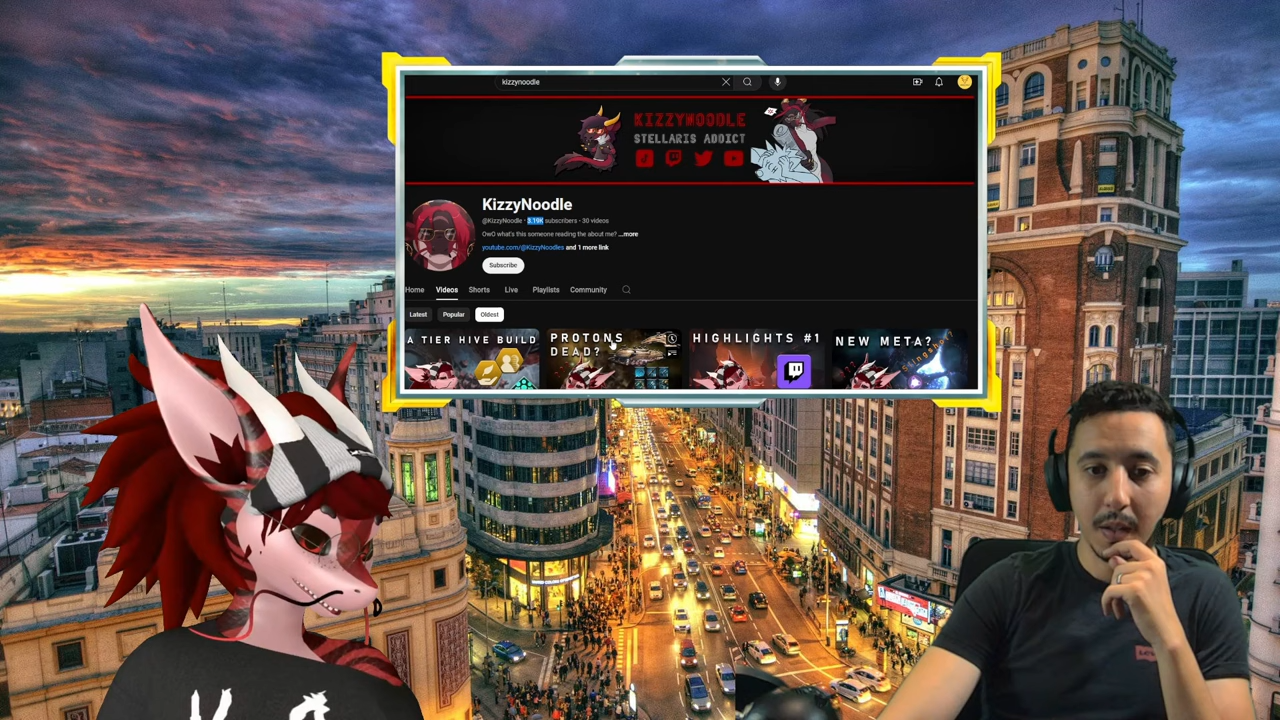 kizzynoodle
KIZZYNOODLE
STELLARIS ADDICT
KizzyNoodle
@KizzyNoodle · 3.19K subscribers · 30 videos
OwO what's this someone reading the about me? ...more
youtube.com/@KizzyNoodles and 1 more link
Subscribe
Home Videos Shorts Live Playlists Community
Latest Popular Oldest
A TIER HIVE BUILD
PROTONS
DEAD?
HIGHLIGHTS #1
NEW META?
Slingshot